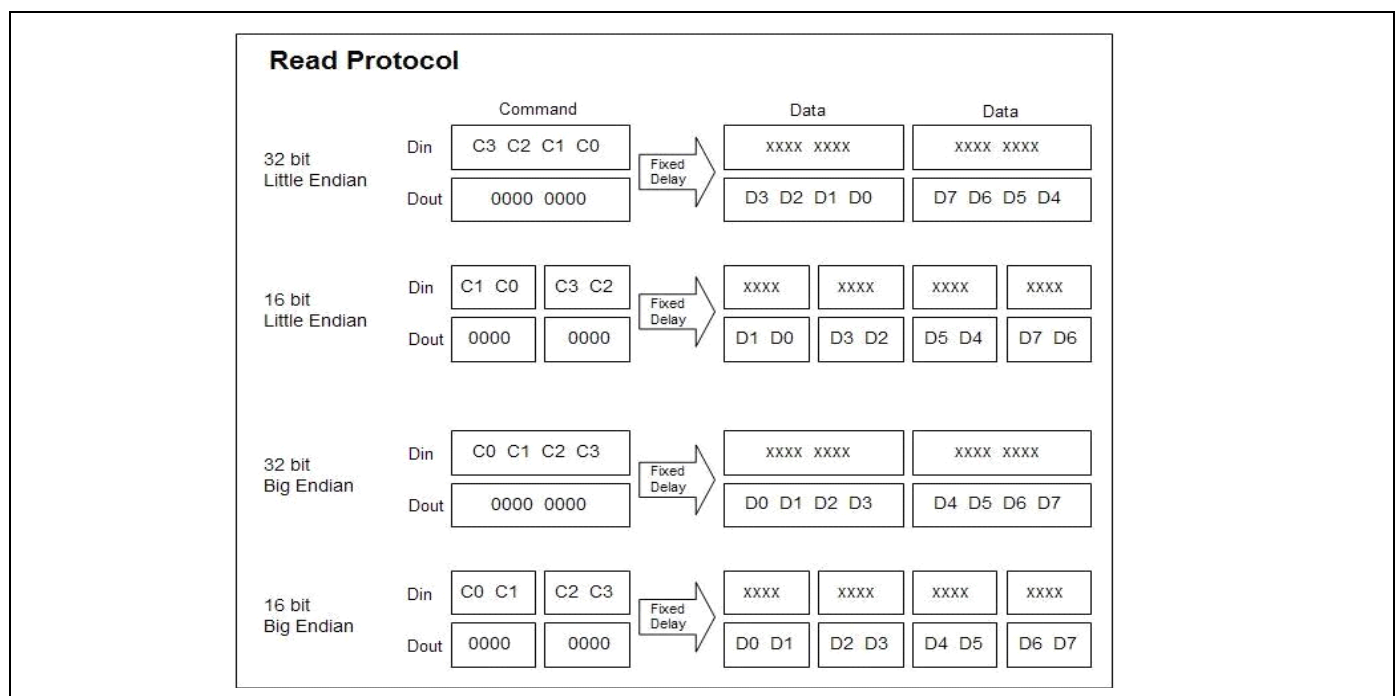 Read Protocol
Command Data Data
32 bit
Little Endian
Din C3 C2 C1 C0 xxxx xxxx xxxx xxxx
Fixed
Delay
Dout 0000 0000 D3 D2 D1 D0 D7 D6 D5 D4
16 bit
Little Endian
Din C1 C0 C3 C2 xxxx xxxx xxxx xxxx
Fixed
Delay
Dout 0000 0000 D1 D0 D3 D2 D5 D4 D7 D6
32 bit
Big Endian
Din C0 C1 C2 C3 xxxx xxxx xxxx xxxx
Fixed
Delay
Dout 0000 0000 D0 D1 D2 D3 D4 D5 D6 D7
16 bit
Big Endian
Din C0 C1 C2 C3 xxxx xxxx xxxx xxxx
Fixed
Delay
Dout 0000 0000 D0 D1 D2 D3 D4 D5 D6 D7